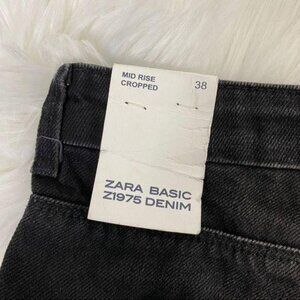 MID RISE 38
CROPPED
ZARA BASIC
Z1975 DENIM